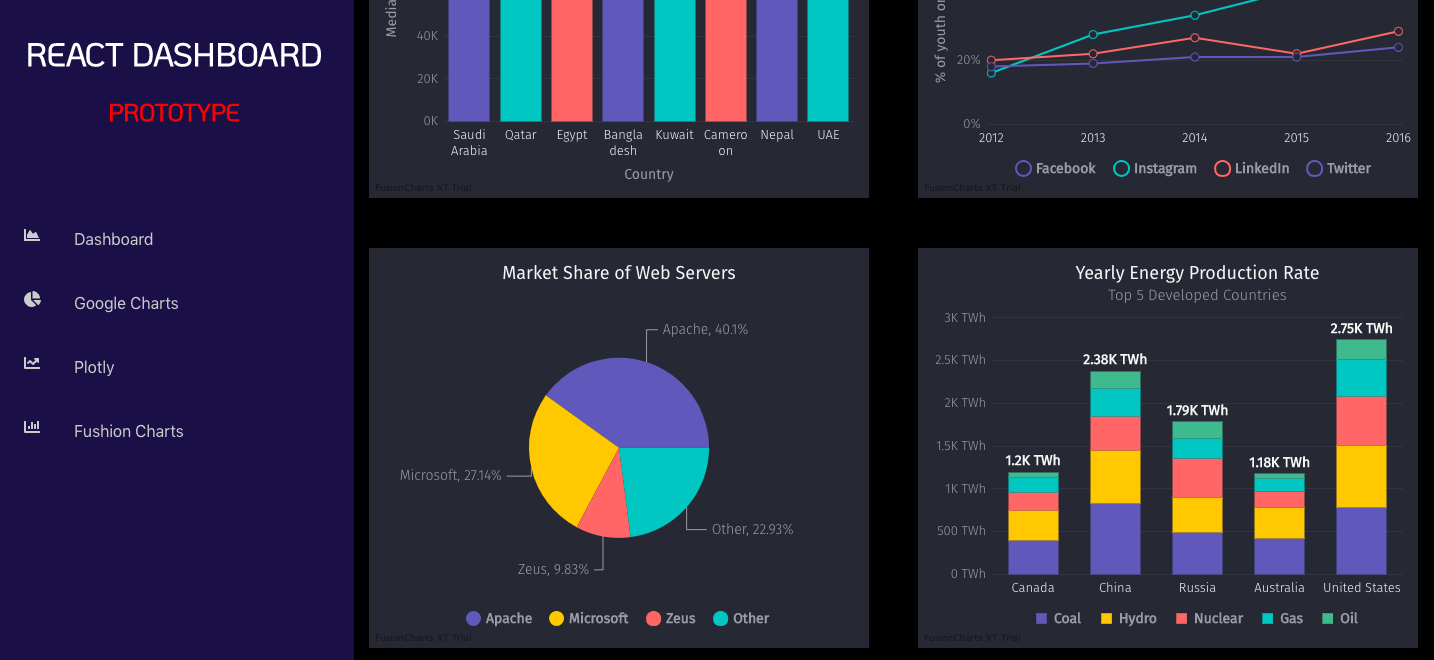 REACT DASHBOARD
PROTOTYPE
Dashboard
Google Charts
Plotly
Fushion Charts
Media
40K
20K
0K
Saudi Arabia
Qatar
Egypt
Bangla desh
Kuwait
Camero on
Nepal
UAE
Country
FusionCharts XT Trial
% of youth
20%
0%
2012
2013
2014
2015
2016
Facebook
Instagram
LinkedIn
Twitter
FusionCharts XT Trial
Market Share of Web Servers
Apache, 40.1%
Microsoft, 27.14%
Other, 22.93%
Zeus, 9.83%
Apache
Microsoft
Zeus
Other
FusionCharts XT Trial
Yearly Energy Production Rate
Top 5 Developed Countries
3K TWh
2.5K TWh
2K TWh
1.5K TWh
1K TWh
500 TWh
0 TWh
1.2K TWh
2.38K TWh
1.79K TWh
1.18K TWh
2.75K TWh
Canada
China
Russia
Australia
United States
Coal
Hydro
Nuclear
Gas
Oil
FusionCharts XT Trial